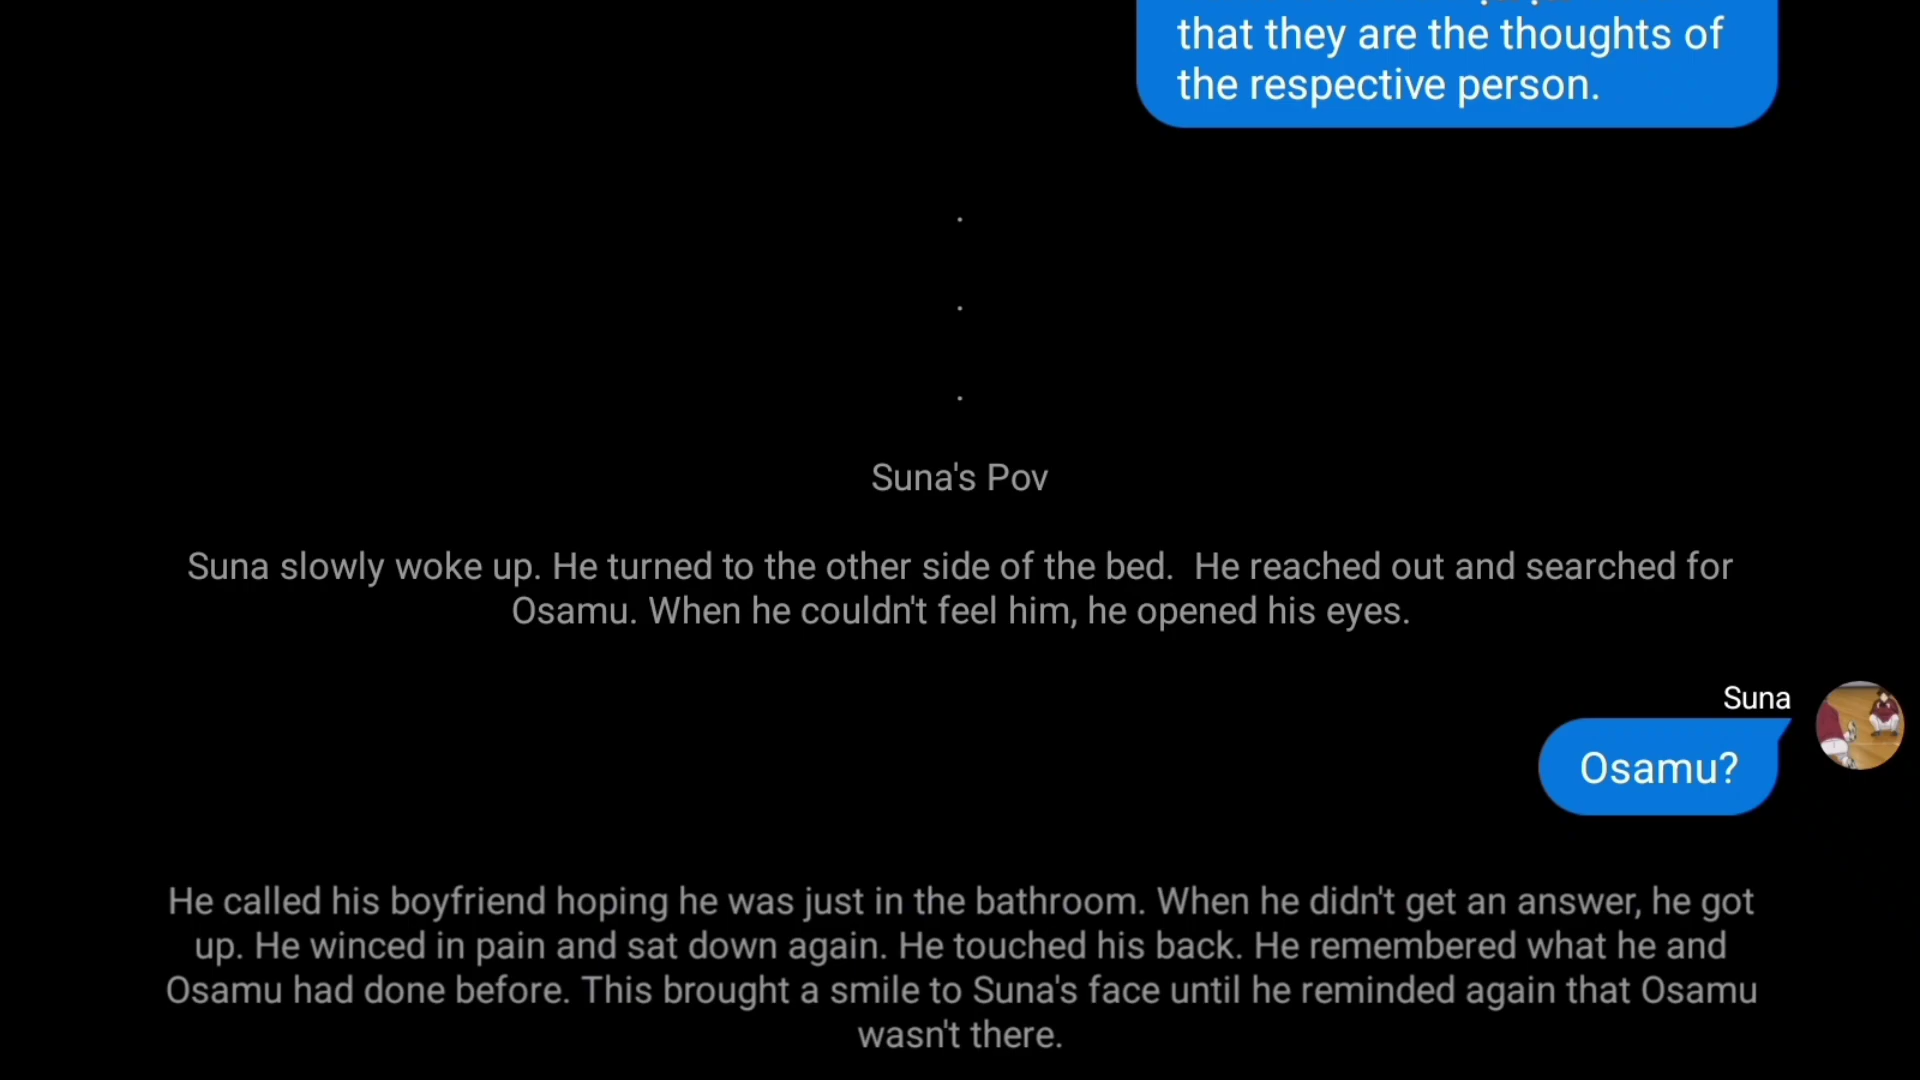 that they are the thoughts of
the respective person.
.
.
.
Suna's Pov
Suna slowly woke up. He turned to the other side of the bed.  He reached out and searched for
Osamu. When he couldn't feel him, he opened his eyes.
Suna
Osamu?
He called his boyfriend hoping he was just in the bathroom. When he didn't get an answer, he got
up. He winced in pain and sat down again. He touched his back. He remembered what he and
Osamu had done before. This brought a smile to Suna's face until he reminded again that Osamu
wasn't there.